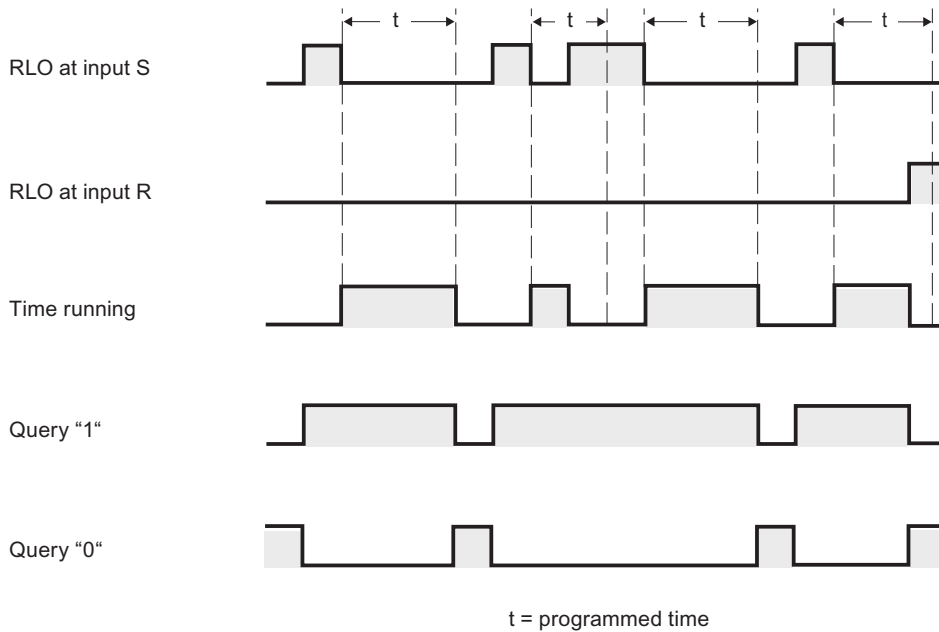 t t t t
RLO at input S
RLO at input R
Time running
Query “1“
Query “0“
t = programmed time